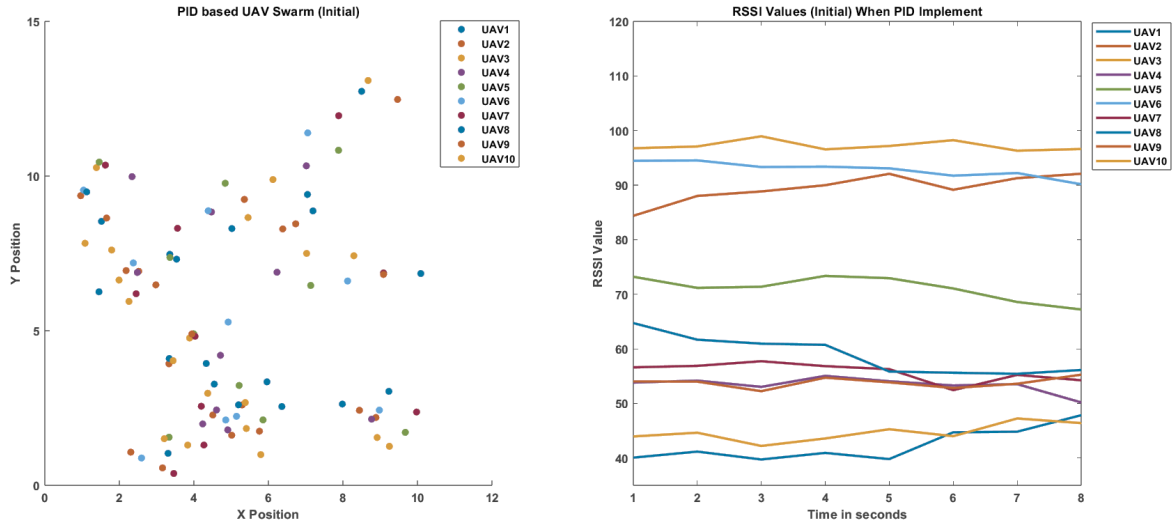 PID based UAV Swarm (Initial)
15
10
5
0
0 2 4 6 8 10 12
Y Position
X Position
UAV1
UAV2
UAV3
UAV4
UAV5
UAV6
UAV7
UAV8
UAV9
UAV10
RSSI Values (Initial) When PID Implement
120
110
100
90
80
70
60
50
40
1 2 3 4 5 6 7 8
RSSI Value
Time in seconds
UAV1
UAV2
UAV3
UAV4
UAV5
UAV6
UAV7
UAV8
UAV9
UAV10